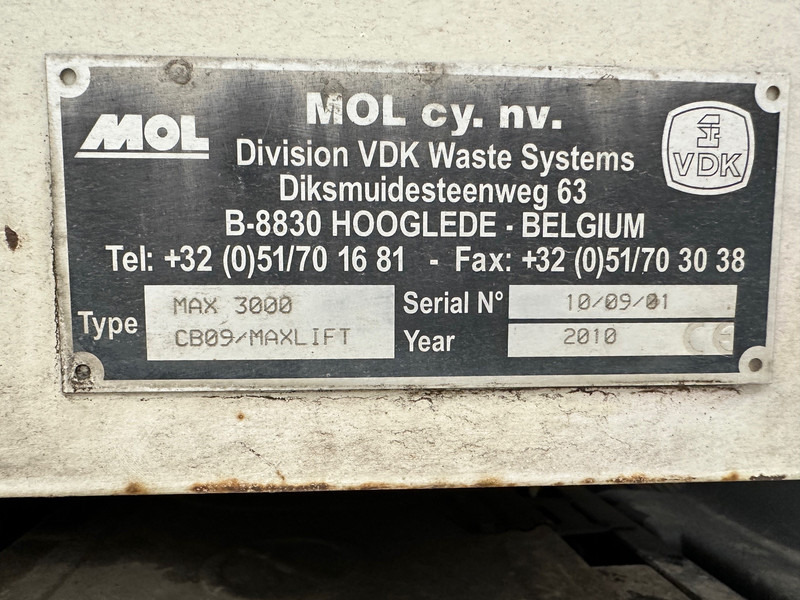 MOL
MOL cy. nv.
VDK
Division VDK Waste Systems
Diksmuidesteenweg 63
B-8830 HOOGLEDE - BELGIUM
Tel: +32 (0)51/70 16 81 - Fax: +32 (0)51/70 30 38
Type
MAX 3000
CB09/MAXLIFT
Serial N° 10/09/01
Year 2010 CE